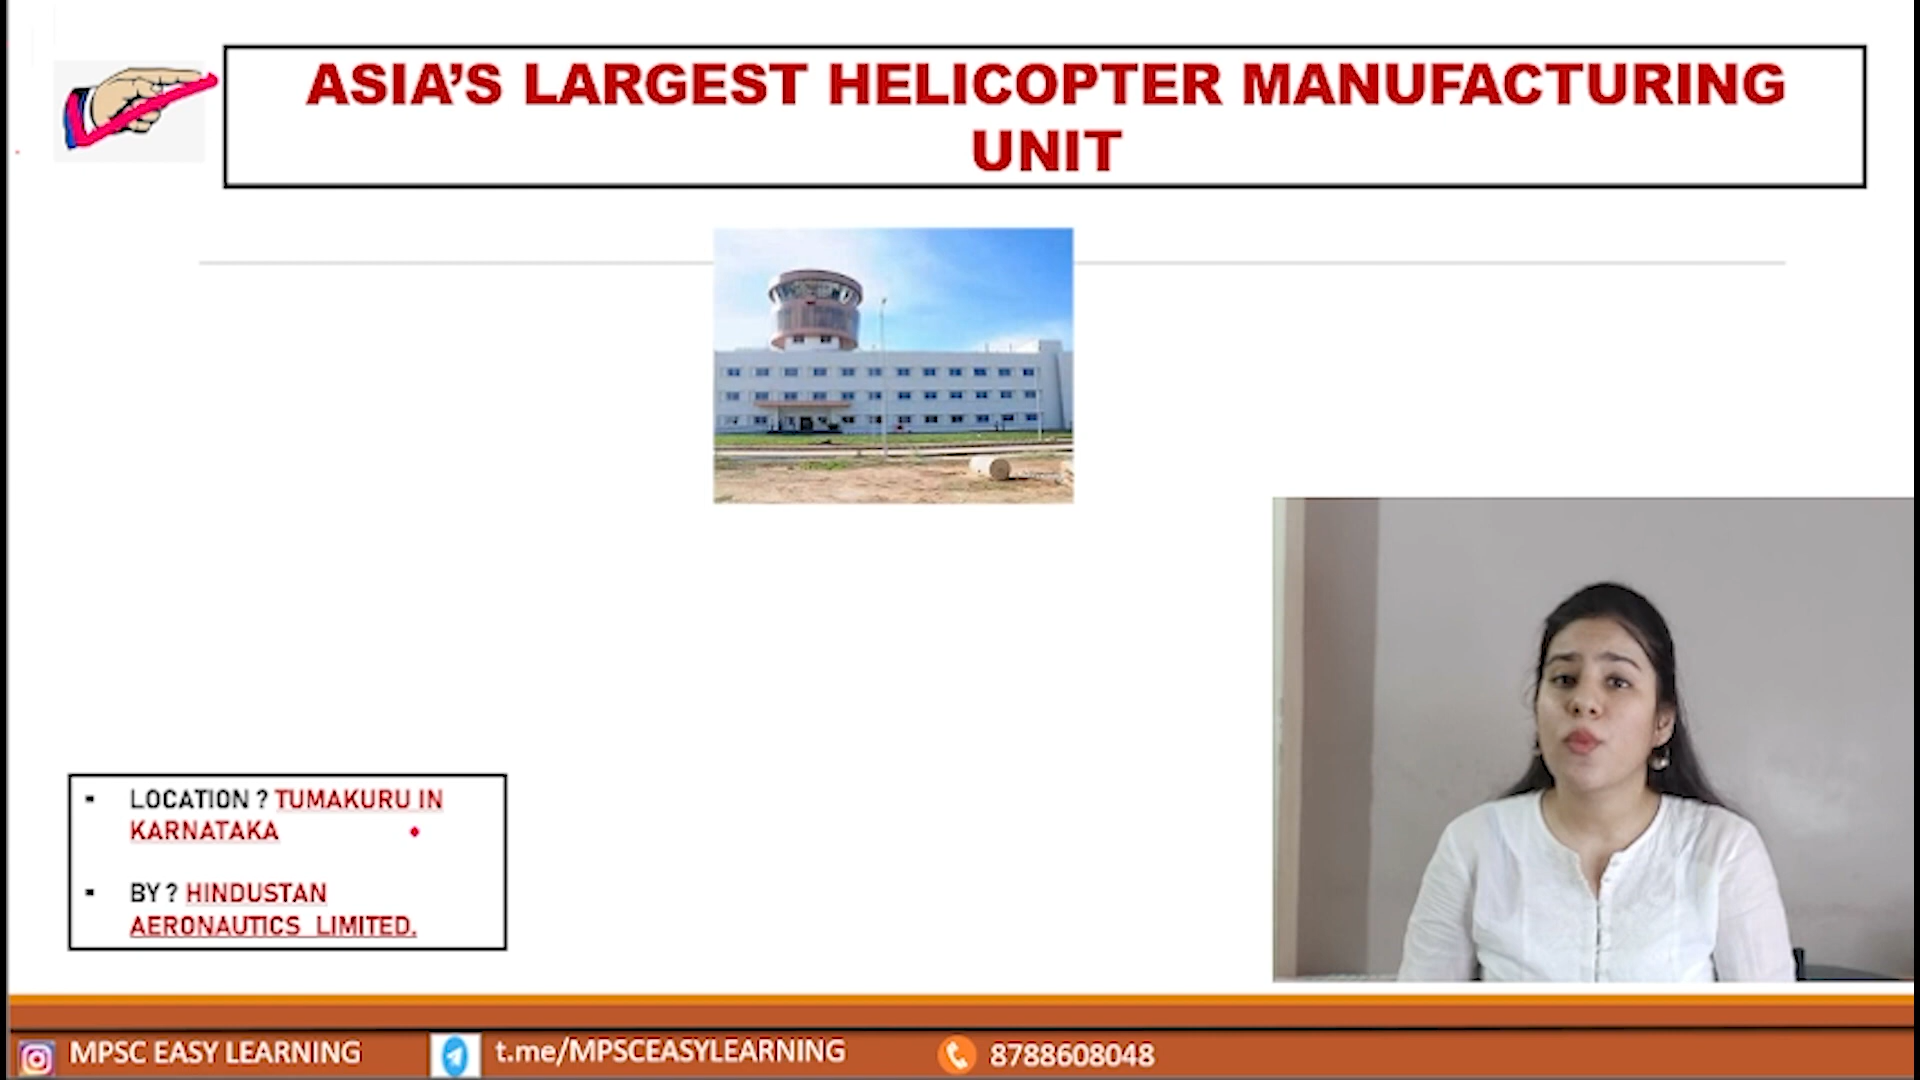 ASIA’S LARGEST HELICOPTER MANUFACTURING
UNIT
▪ LOCATION ? TUMAKURU IN
KARNATAKA
▪ BY ? HINDUSTAN
AERONAUTICS LIMITED.
MPSC EASY LEARNING
t.me/MPSCEASYLEARNING
8788608048